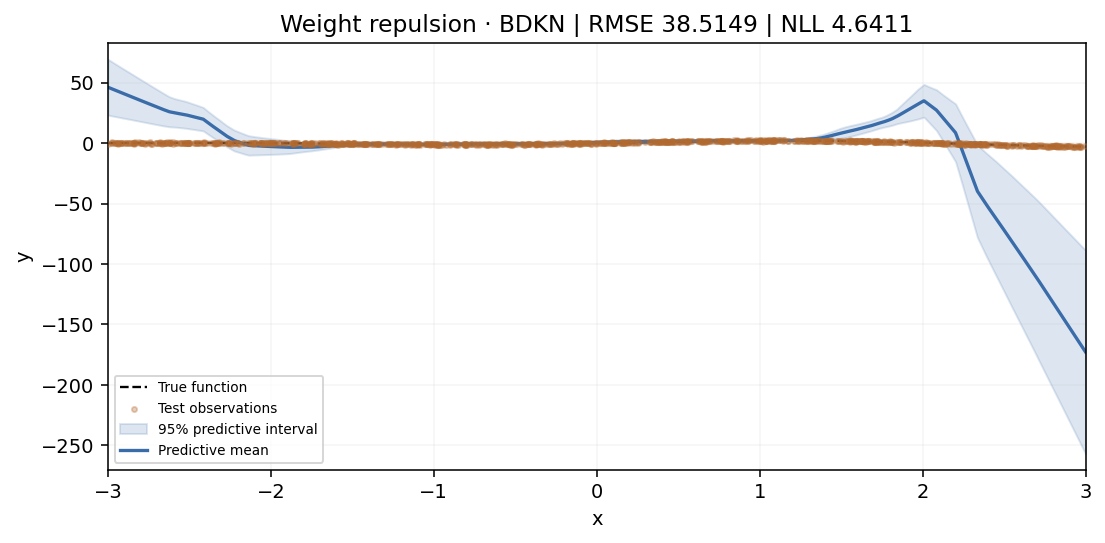 Weight repulsion · BDKN | RMSE 38.5149 | NLL 4.6411
y
50
0
−50
−100
−150
−200
−250
True function
Test observations
95% predictive interval
Predictive mean
−3 −2 −1 0 1 2 3
x